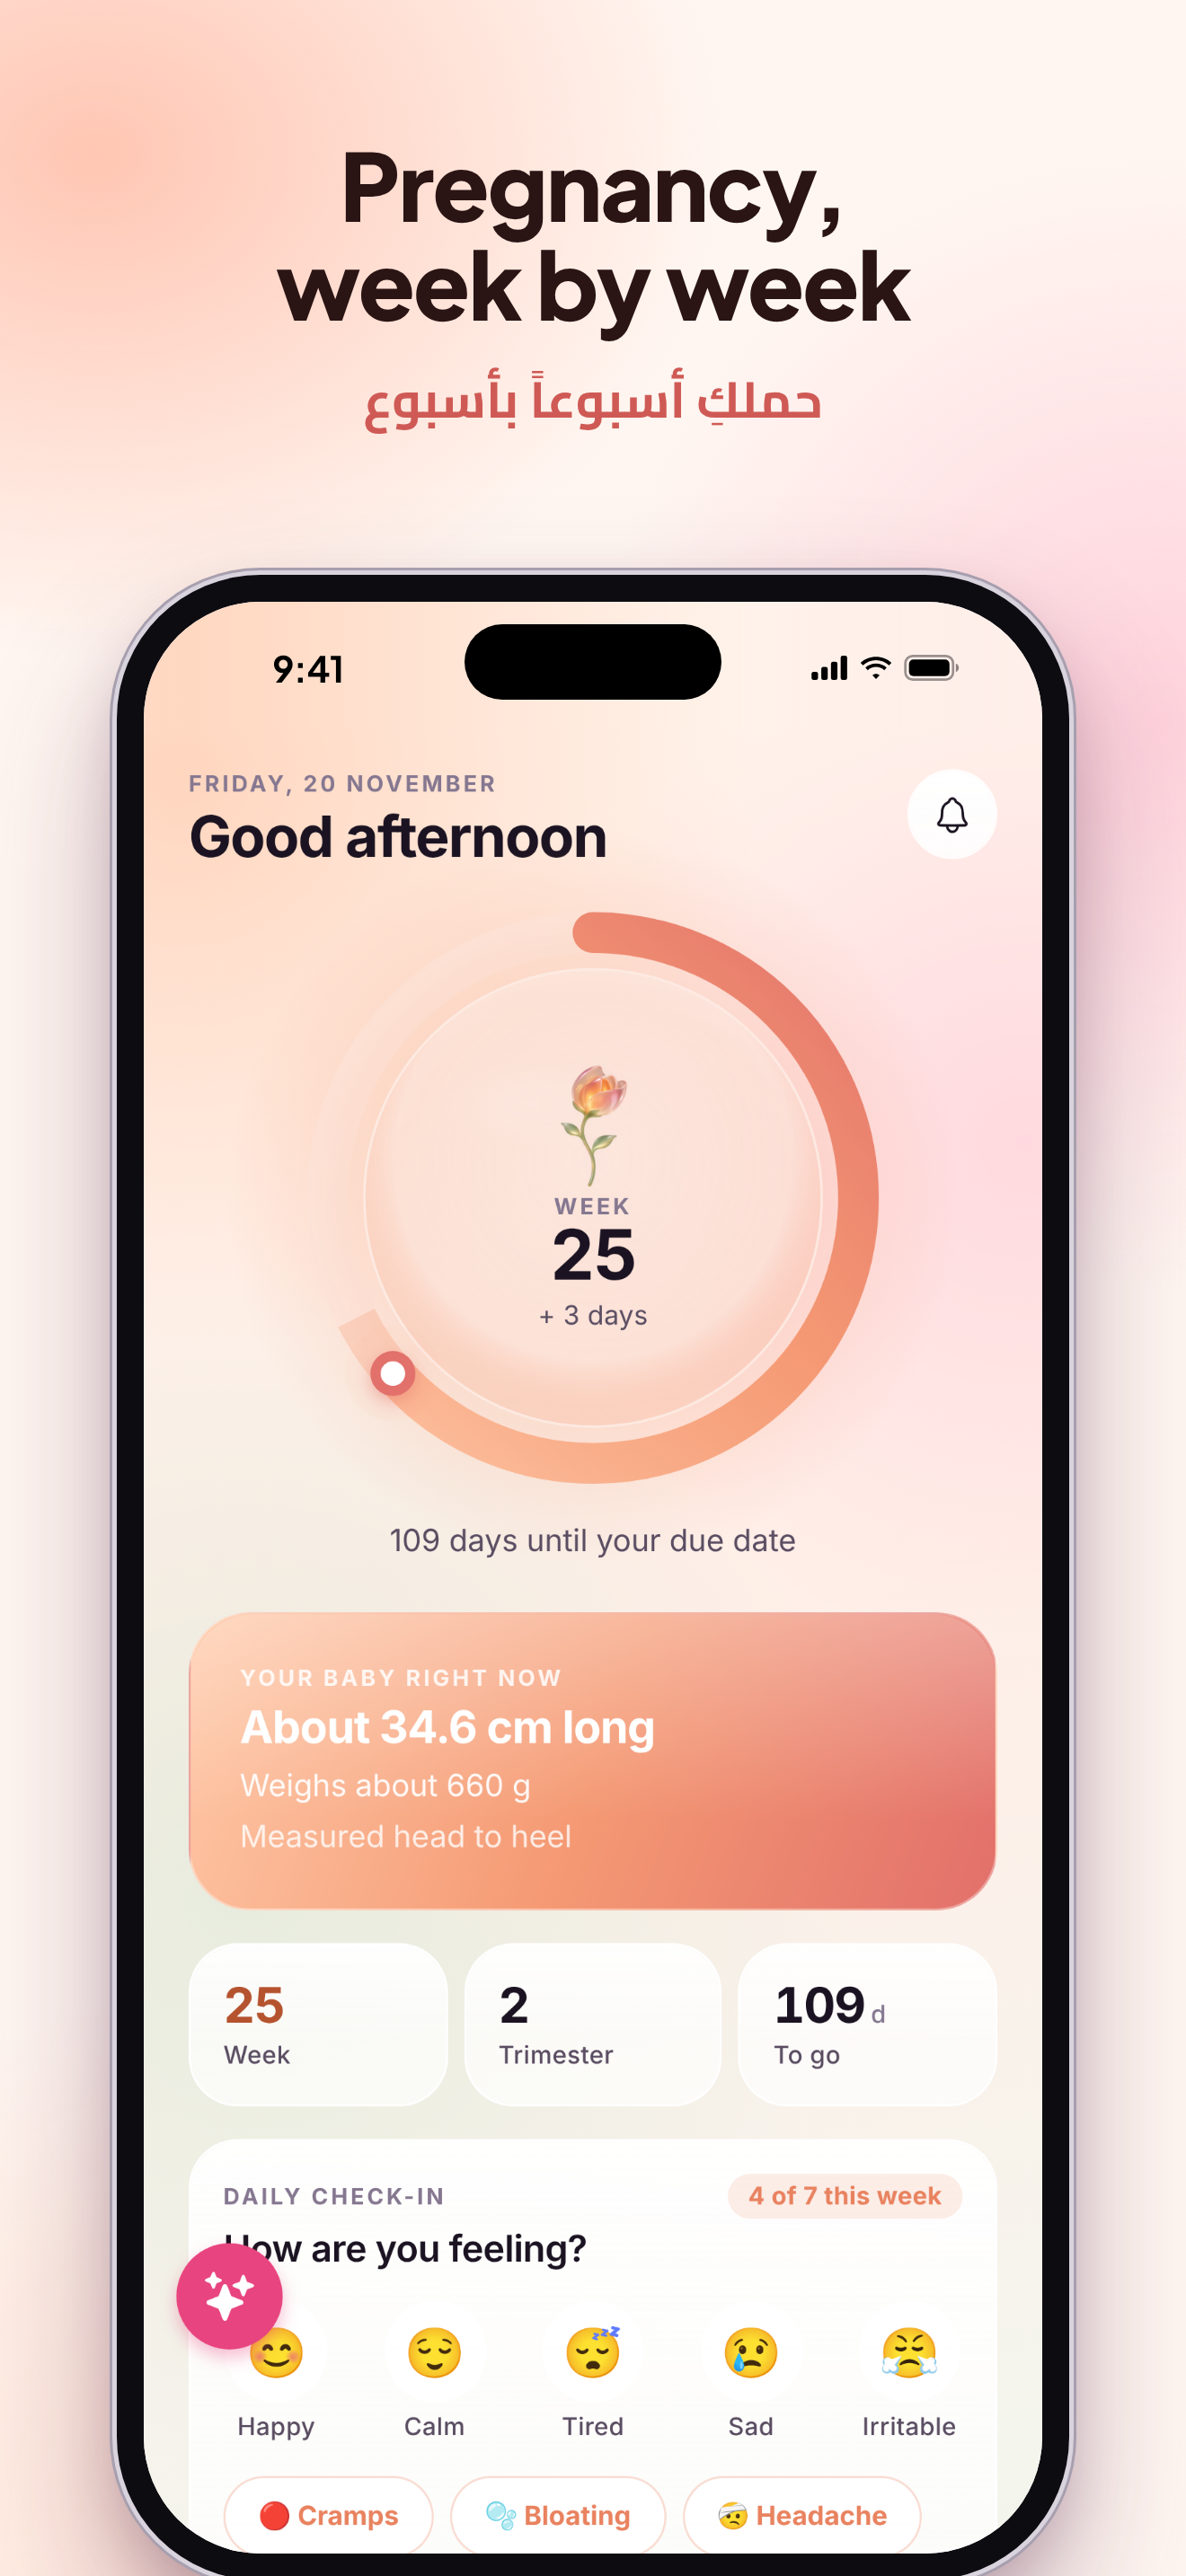 Pregnancy,
week by week
حملكِ أسبوعاً بأسبوع
9:41
FRIDAY, 20 NOVEMBER
Good afternoon
WEEK
25
+ 3 days
109 days until your due date
YOUR BABY RIGHT NOW
About 34.6 cm long
Weighs about 660 g
Measured head to heel
25
Week
2
Trimester
109 d
To go
DAILY CHECK-IN
4 of 7 this week
How are you feeling?
Happy
Calm
Tired
Sad
Irritable
Cramps
Bloating
Headache